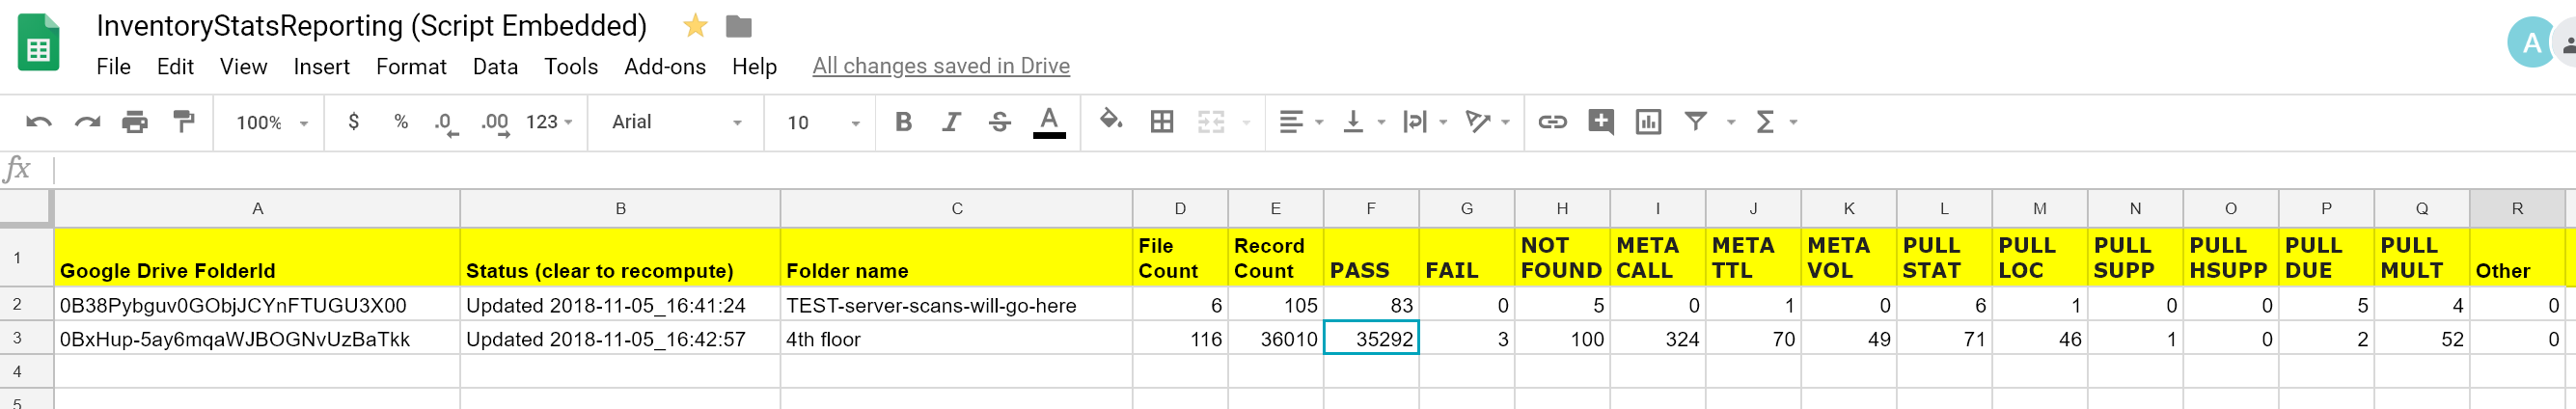 InventoryStatsReporting (Script Embedded)
A
File Edit View Insert Format Data Tools Add-ons Help All changes saved in Drive
100% $ % .0 .00 123 Arial 10 B I S A Σ
fx
A B C D E F G H I J K L M N O P Q R
1 Google Drive FolderId Status (clear to recompute) Folder name File Count Record Count PASS FAIL NOT FOUND META CALL META TTL META VOL PULL STAT PULL LOC PULL SUPP PULL HSUPP PULL DUE PULL MULT Other
2 0B38Pybguv0GObjJCYnFTUGU3X00 Updated 2018-11-05_16:41:24 TEST-server-scans-will-go-here 6 105 83 0 5 0 1 0 6 1 0 0 5 4 0
3 0BxHup-5ay6mqaWJBOGNvUzBaTkk Updated 2018-11-05_16:42:57 4th floor 116 36010 35292 3 100 324 70 49 71 46 1 0 2 52 0
4
5